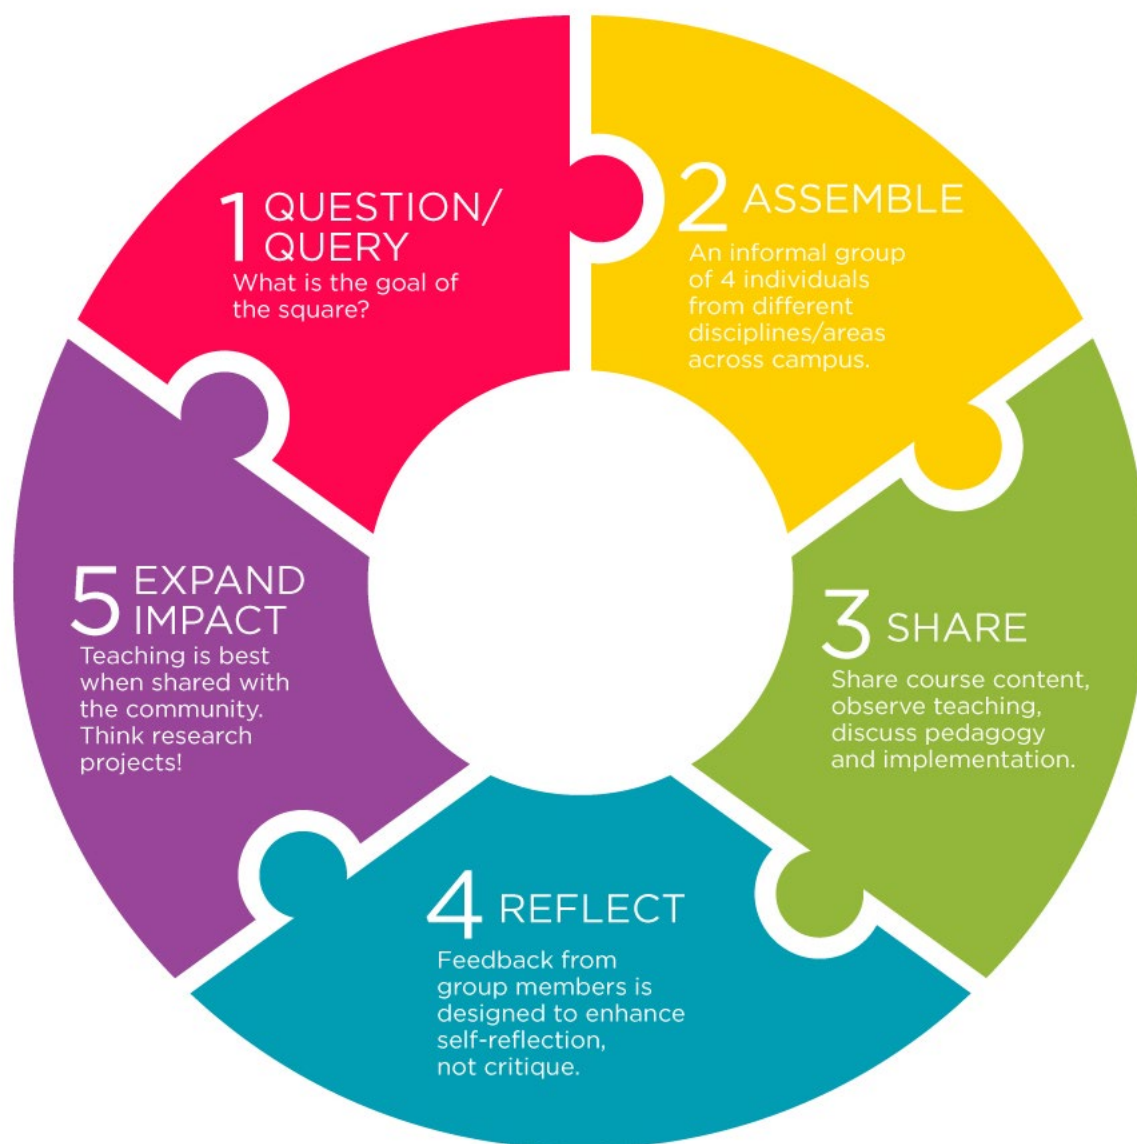 1 QUESTION/
QUERY
What is the goal of
the square?
2 ASSEMBLE
An informal group
of 4 individuals
from different
disciplines/areas
across campus.
3 SHARE
Share course content,
observe teaching,
discuss pedagogy
and implementation.
4 REFLECT
Feedback from
group members is
designed to enhance
self-reflection,
not critique.
5 EXPAND
IMPACT
Teaching is best
when shared with
the community.
Think research
projects!